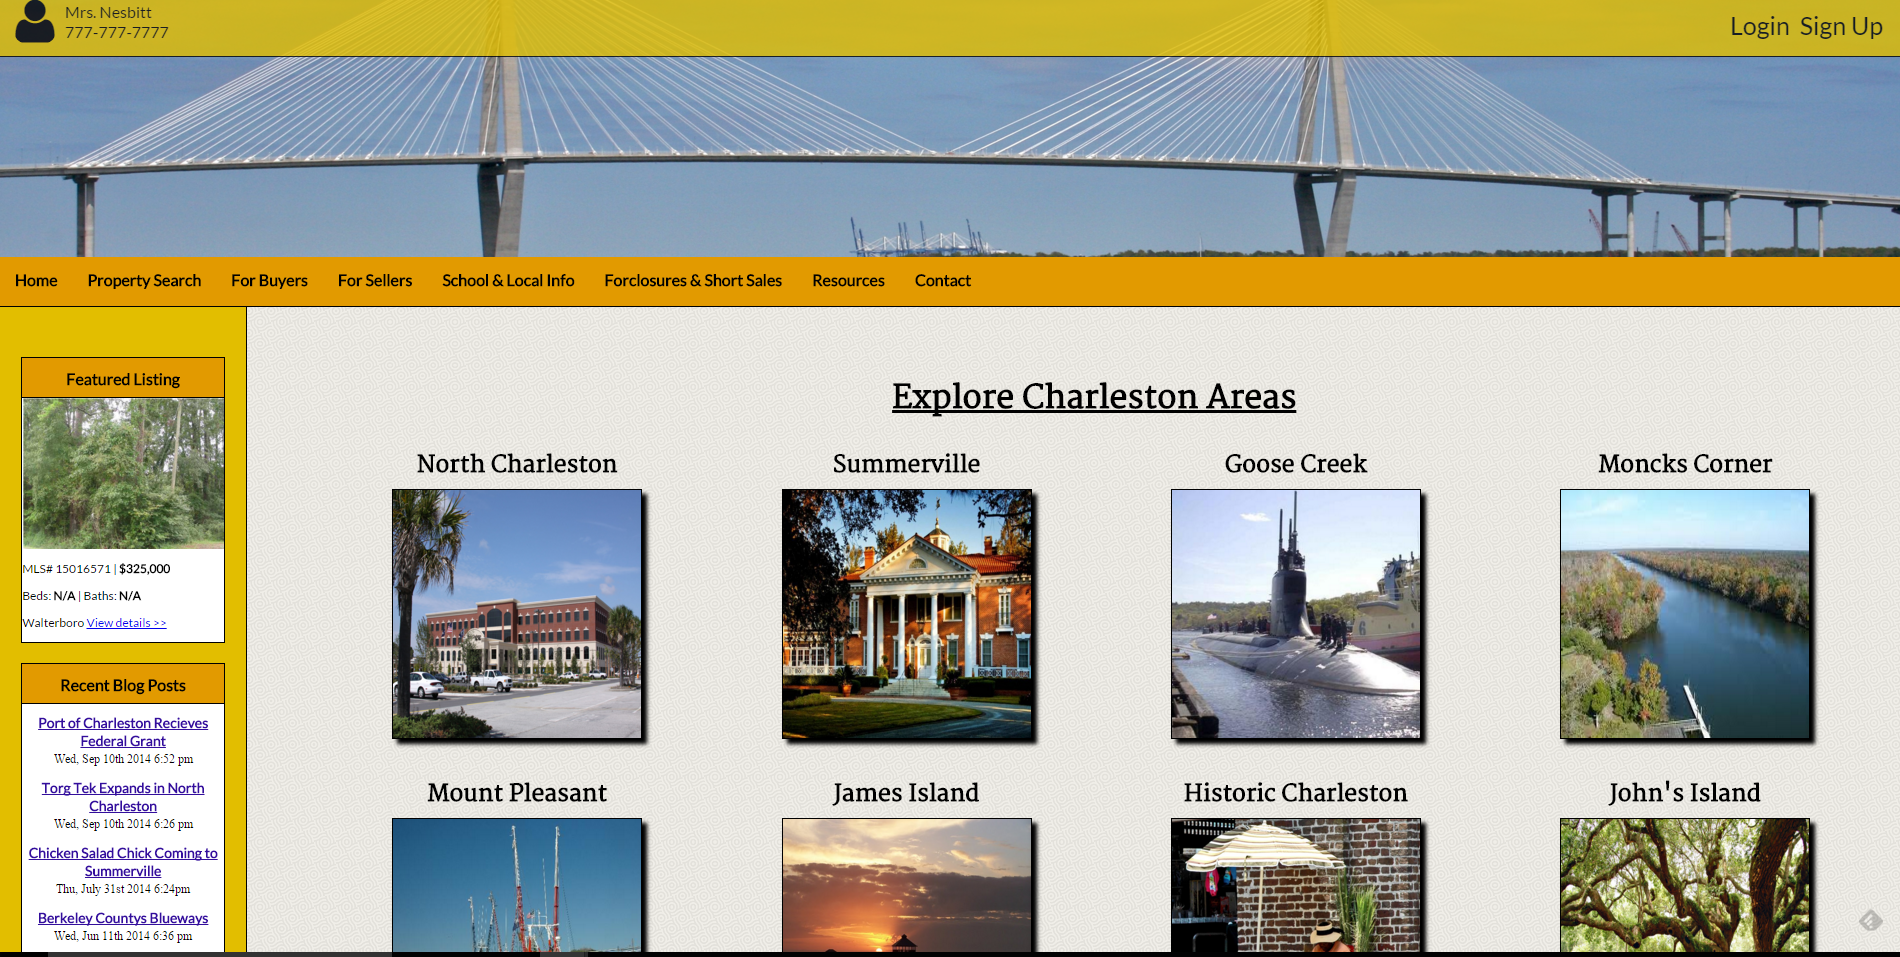 Mrs. Nesbitt
777-777-7777
Login Sign Up
Home Property Search For Buyers For Sellers School & Local Info Forclosures & Short Sales Resources Contact
Featured Listing
MLS# 15016571 | $325,000
Beds: N/A | Baths: N/A
Walterboro View details >>
Recent Blog Posts
Port of Charleston Recieves
Federal Grant
Wed, Sep 10th 2014 6:52 pm
Torg Tek Expands in North
Charleston
Wed, Sep 10th 2014 6:26 pm
Chicken Salad Chick Coming to
Summerville
Thu, July 31st 2014 6:24pm
Berkeley Countys Blueways
Wed, Jun 11th 2014 6:36 pm
Explore Charleston Areas
North Charleston Summerville Goose Creek Moncks Corner
6
Mount Pleasant James Island Historic Charleston John's Island